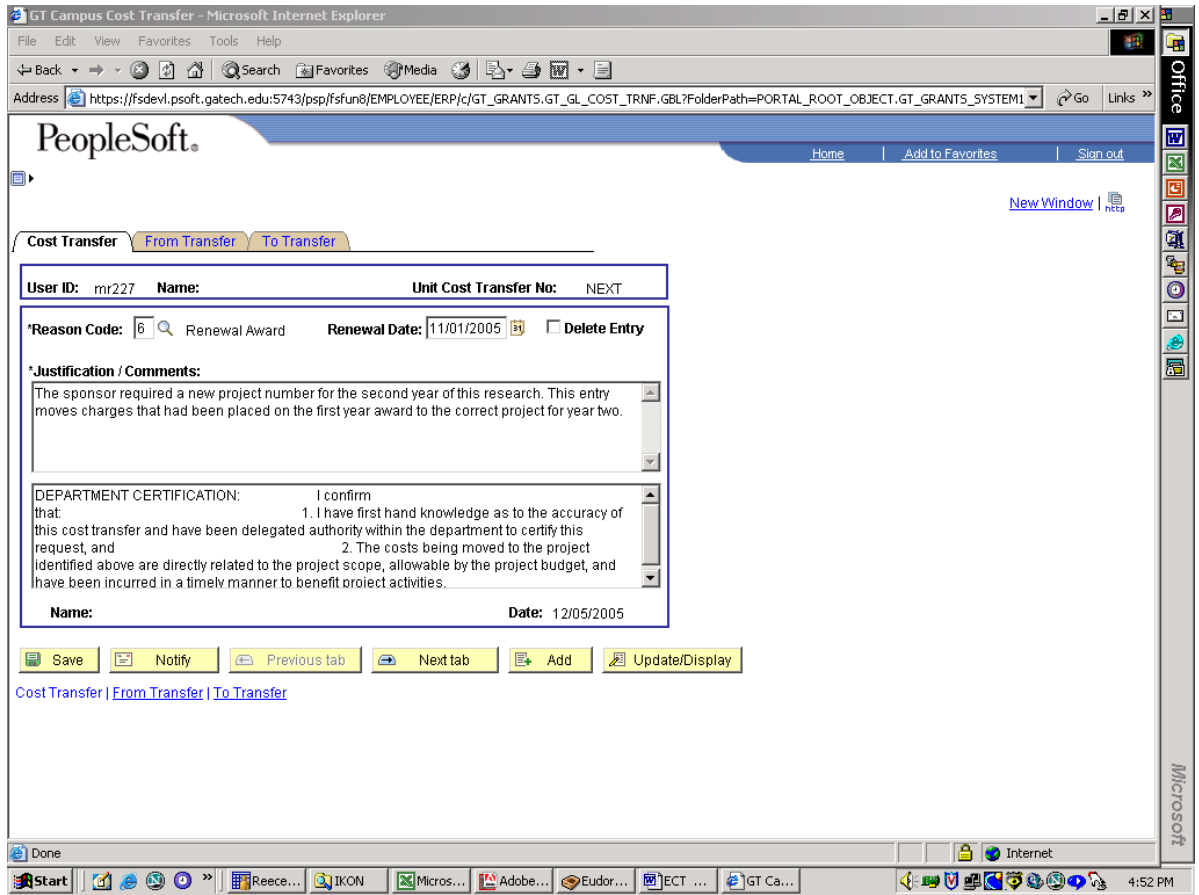 GT Campus Cost Transfer - Microsoft Internet Explorer
File Edit View Favorites Tools Help
Back Search Favorites Media
Address https://fsdevl.psoft.gatech.edu:5743/psp/fsfun8/EMPLOYEE/ERP/c/GT_GRANTS.GT_GL_COST_TRNF.GBL?FolderPath=PORTAL_ROOT_OBJECT.GT_GRANTS_SYSTEM1 Go Links »
Office
PeopleSoft®
Home | Add to Favorites | Sign out
New Window | http
Cost Transfer From Transfer To Transfer
User ID: mr227 Name: Unit Cost Transfer No: NEXT
*Reason Code: 6 Renewal Award Renewal Date: 11/01/2005 Delete Entry
*Justification / Comments:
The sponsor required a new project number for the second year of this research. This entry
moves charges that had been placed on the first year award to the correct project for year two.
DEPARTMENT CERTIFICATION: I confirm
that: 1. I have first hand knowledge as to the accuracy of
this cost transfer and have been delegated authority within the department to certify this
request, and 2. The costs being moved to the project
identified above are directly related to the project scope, allowable by the project budget, and
have been incurred in a timely manner to benefit project activities.
Name: Date: 12/05/2005
Save Notify Previous tab Next tab Add Update/Display
Cost Transfer | From Transfer | To Transfer
Microsoft
Done Internet
Start » Reece... IKON Micros... Adobe... Eudor... ECT ... GT Ca... 4:52 PM